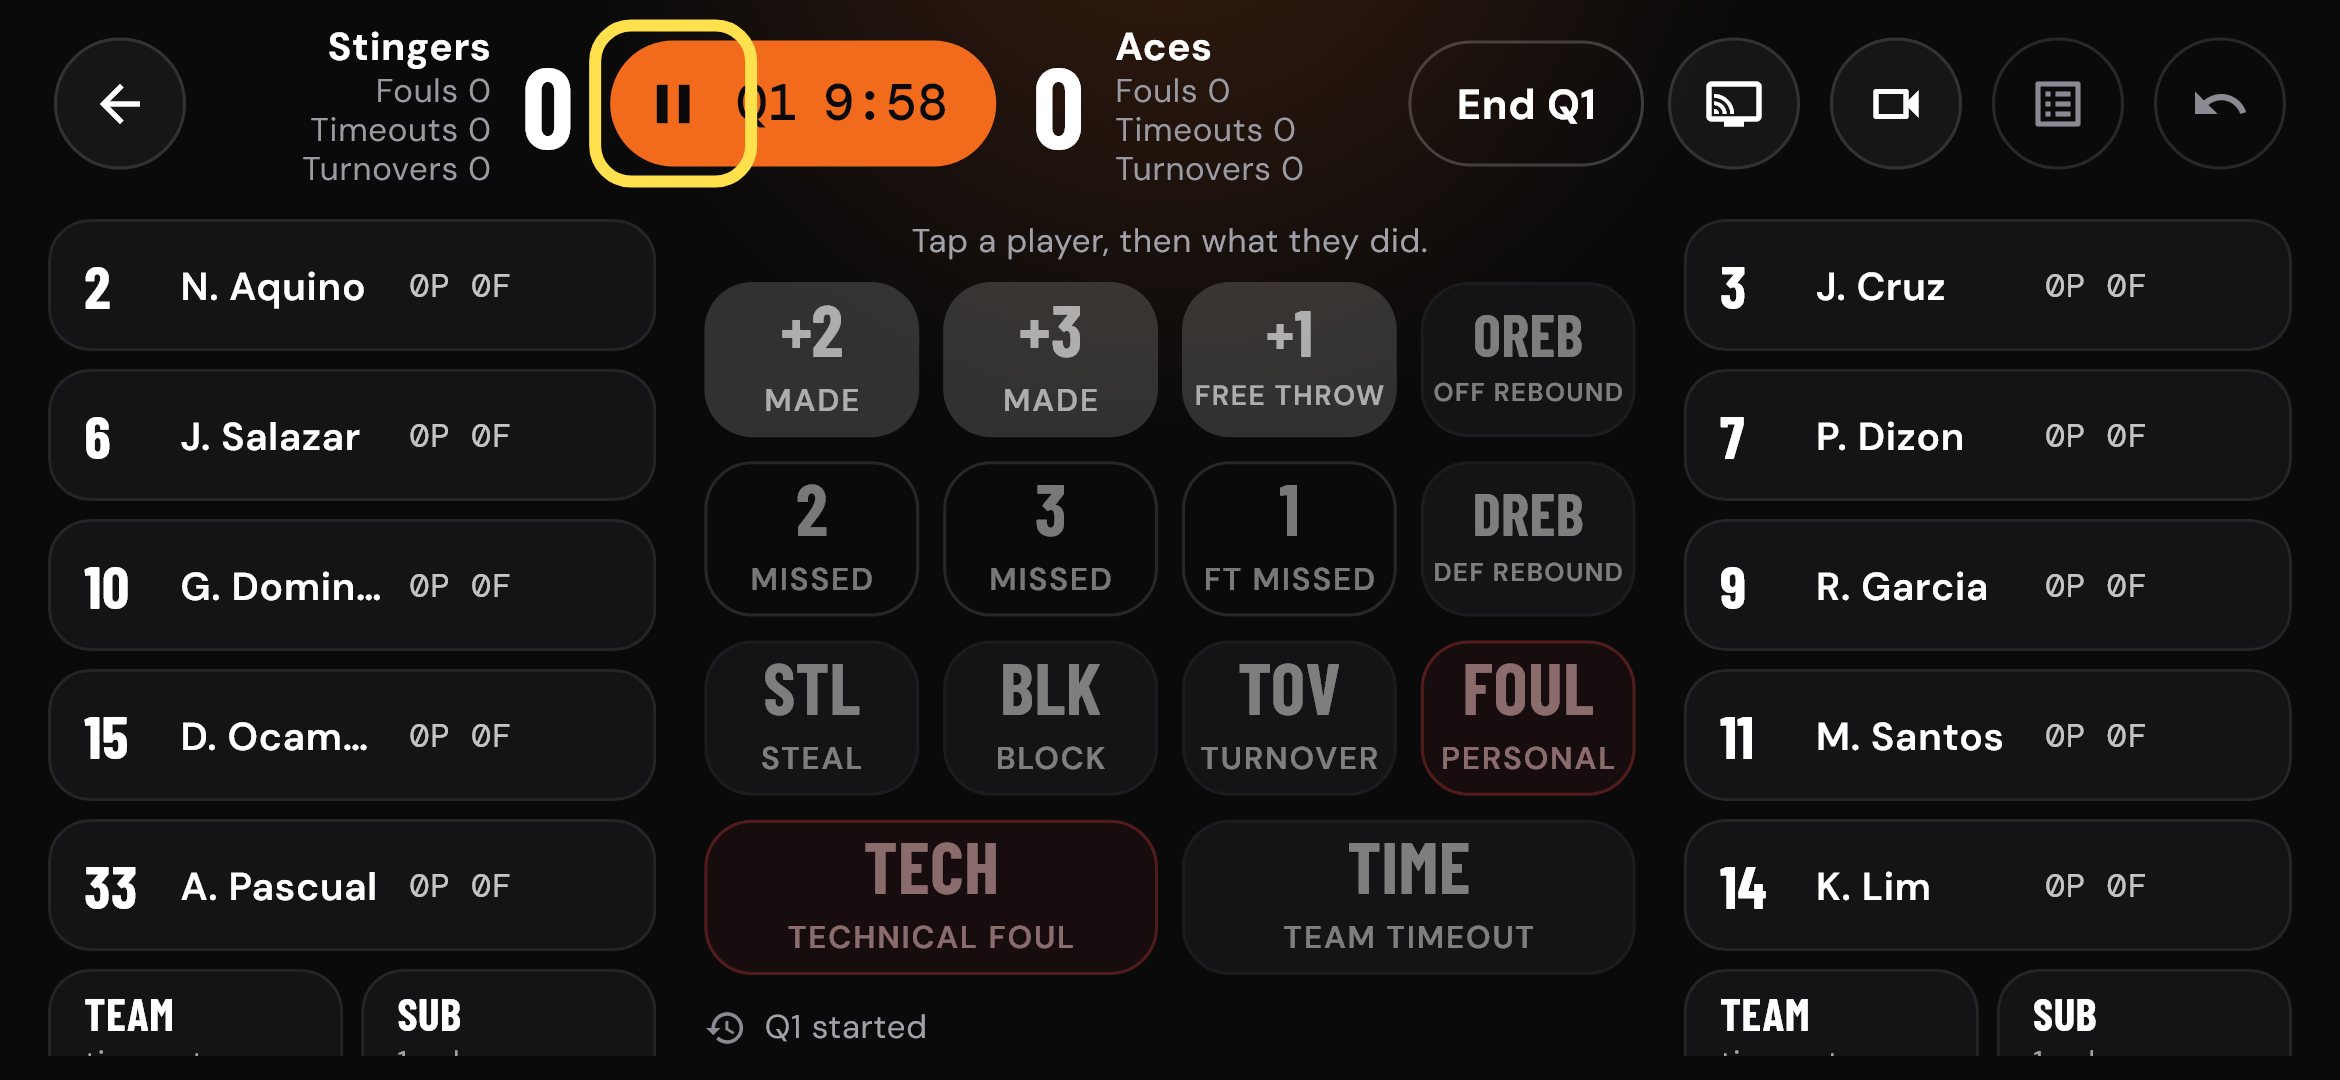 Stingers
Fouls 0
Timeouts 0
Turnovers 0
0
Q1 9:58
0
Aces
Fouls 0
Timeouts 0
Turnovers 0
End Q1
Tap a player, then what they did.
2 N. Aquino 0P 0F
6 J. Salazar 0P 0F
10 G. Domin... 0P 0F
15 D. Ocam... 0P 0F
33 A. Pascual 0P 0F
TEAM
SUB
+2
MADE
+3
MADE
+1
FREE THROW
OREB
OFF REBOUND
2
MISSED
3
MISSED
1
FT MISSED
DREB
DEF REBOUND
STL
STEAL
BLK
BLOCK
TOV
TURNOVER
FOUL
PERSONAL
TECH
TECHNICAL FOUL
TIME
TEAM TIMEOUT
Q1 started
3 J. Cruz 0P 0F
7 P. Dizon 0P 0F
9 R. Garcia 0P 0F
11 M. Santos 0P 0F
14 K. Lim 0P 0F
TEAM
SUB